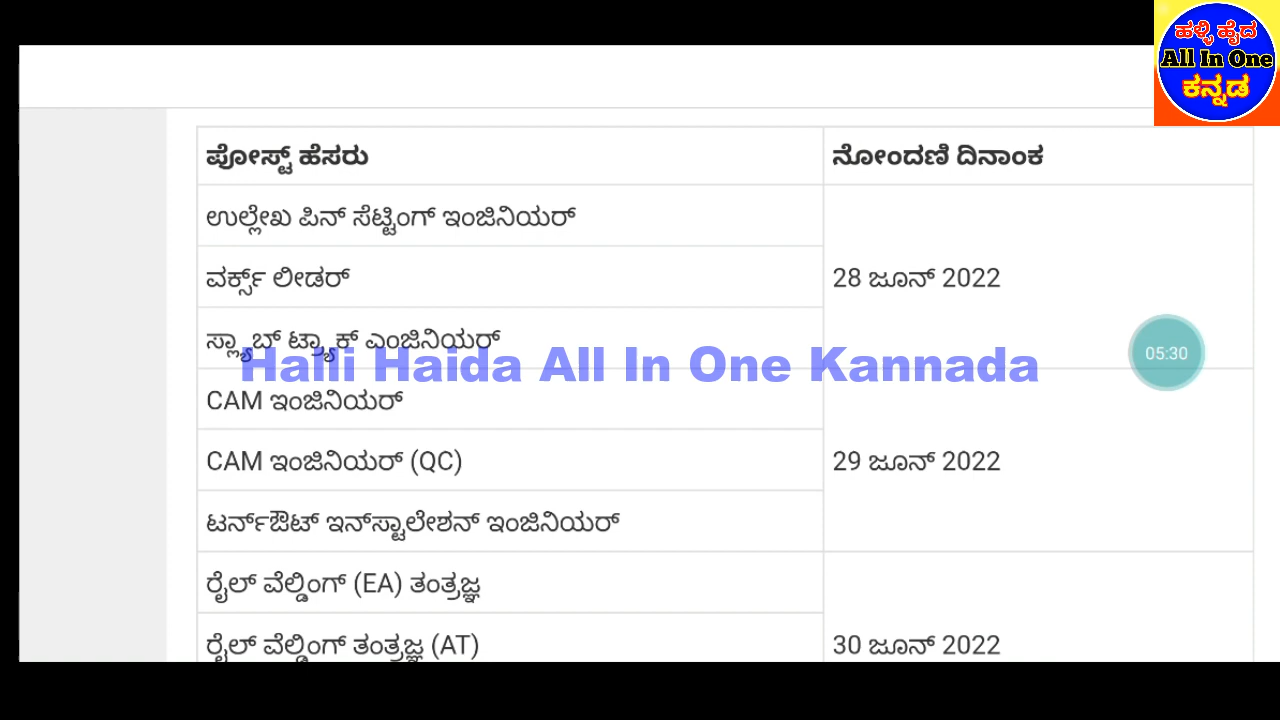 ಹಳ್ಳಿ ಹೈದ
All In One
ಕನ್ನಡ
ಪೋಸ್ಟ್ ಹೆಸರು
ನೋಂದಣಿ ದಿನಾಂಕ
ಉಲ್ಲೇಖ ಪಿನ್ ಸೆಟ್ಟಿಂಗ್ ಇಂಜಿನಿಯರ್
ವರ್ಕ್ಸ್ ಲೀಡರ್
28 ಜೂನ್ 2022
ಸ್ಲ್ಯಾಬ್ ಟ್ರ್ಯಾಕ್ ಎಂಜಿನಿಯರ್
05:30
Halli Haida All In One Kannada
CAM ಇಂಜಿನಿಯರ್
CAM ಇಂಜಿನಿಯರ್ (QC)
29 ಜೂನ್ 2022
ಟರ್ನ್‌ಔಟ್ ಇನ್‌ಸ್ಟಾಲೇಶನ್ ಇಂಜಿನಿಯರ್
ರೈಲ್ ವೆಲ್ಡಿಂಗ್ (EA) ತಂತ್ರಜ್ಞ
ರೈಲ್ ವೆಲ್ಡಿಂಗ್ ತಂತ್ರಜ್ಞ (AT)
30 ಜೂನ್ 2022